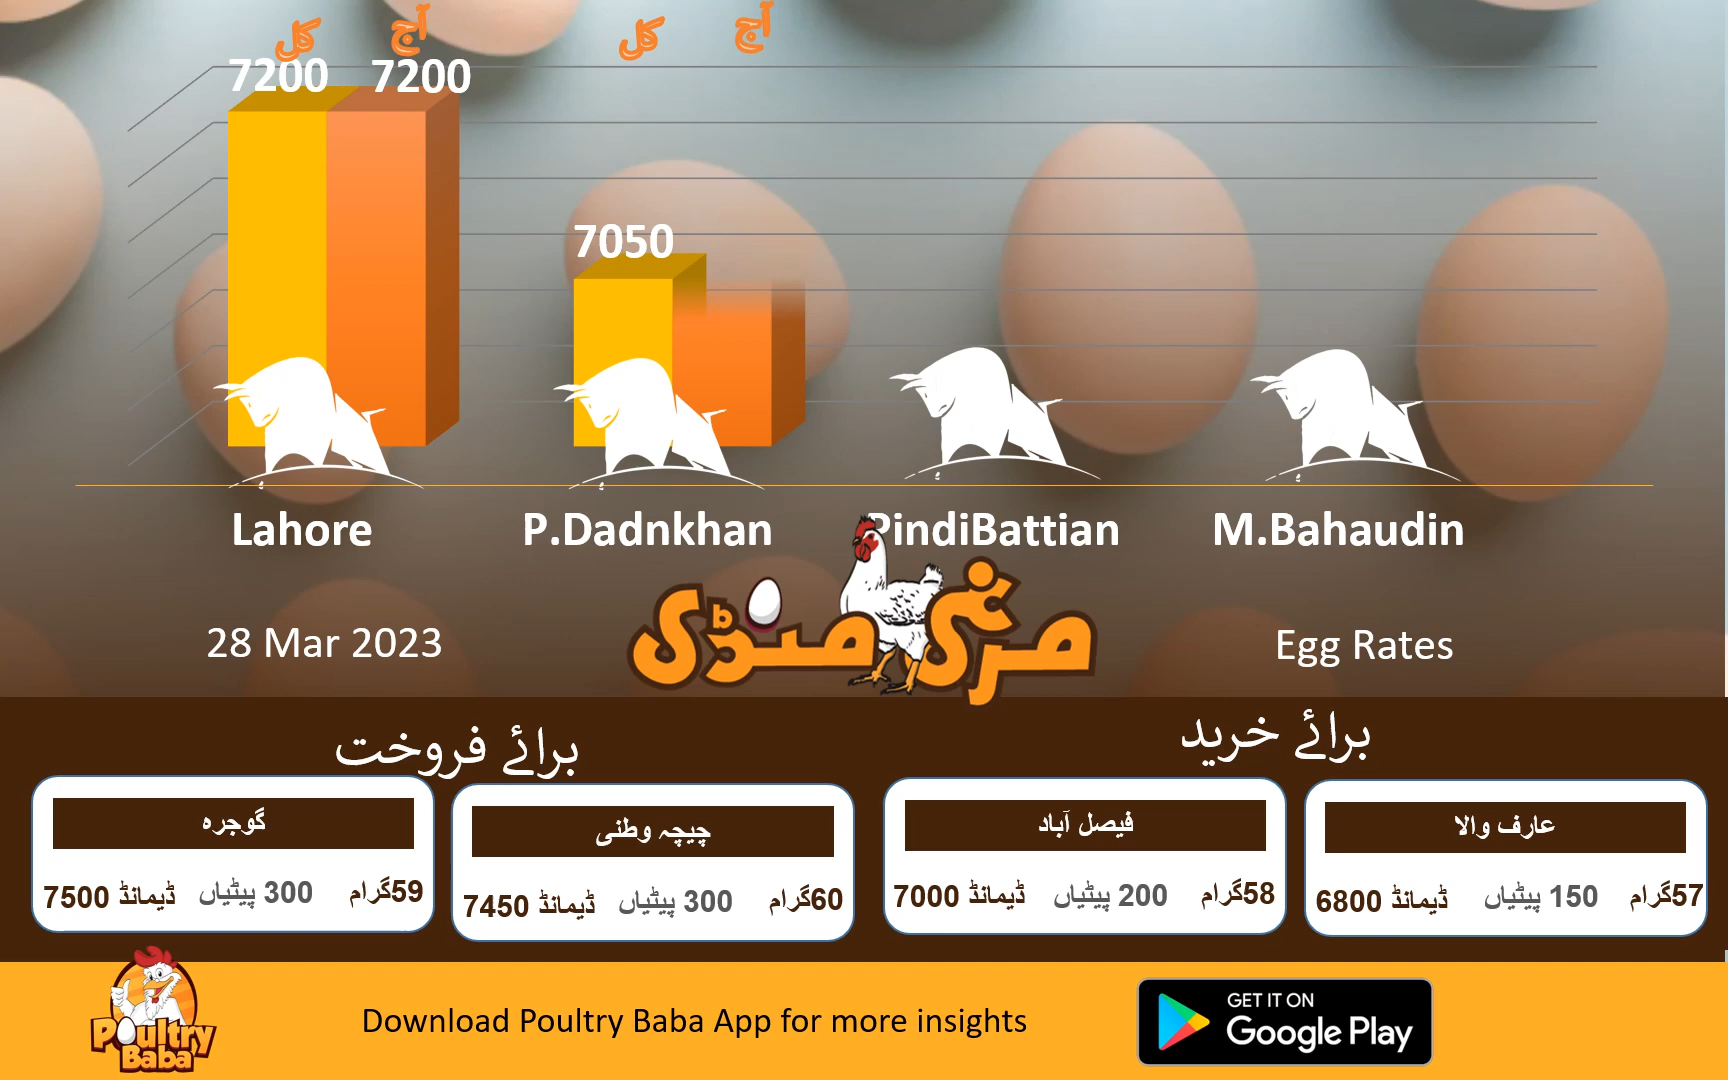 کل آج کل آج
7200 7200
7050
Lahore P.Dadnkhan PindiBattian M.Bahaudin
28 Mar 2023 مرغی منڈی Egg Rates
برائے خرید
برائے فروخت
گوجرہ
59گرام 300 پیٹیاں ڈیمانڈ 7500
چیچہ وطنی
60گرام 300 پیٹیاں ڈیمانڈ 7450
فیصل آباد
58گرام 200 پیٹیاں ڈیمانڈ 7000
عارف والا
57گرام 150 پیٹیاں ڈیمانڈ 6800
Poultry
Baba
Download Poultry Baba App for more insights
GET IT ON
Google Play